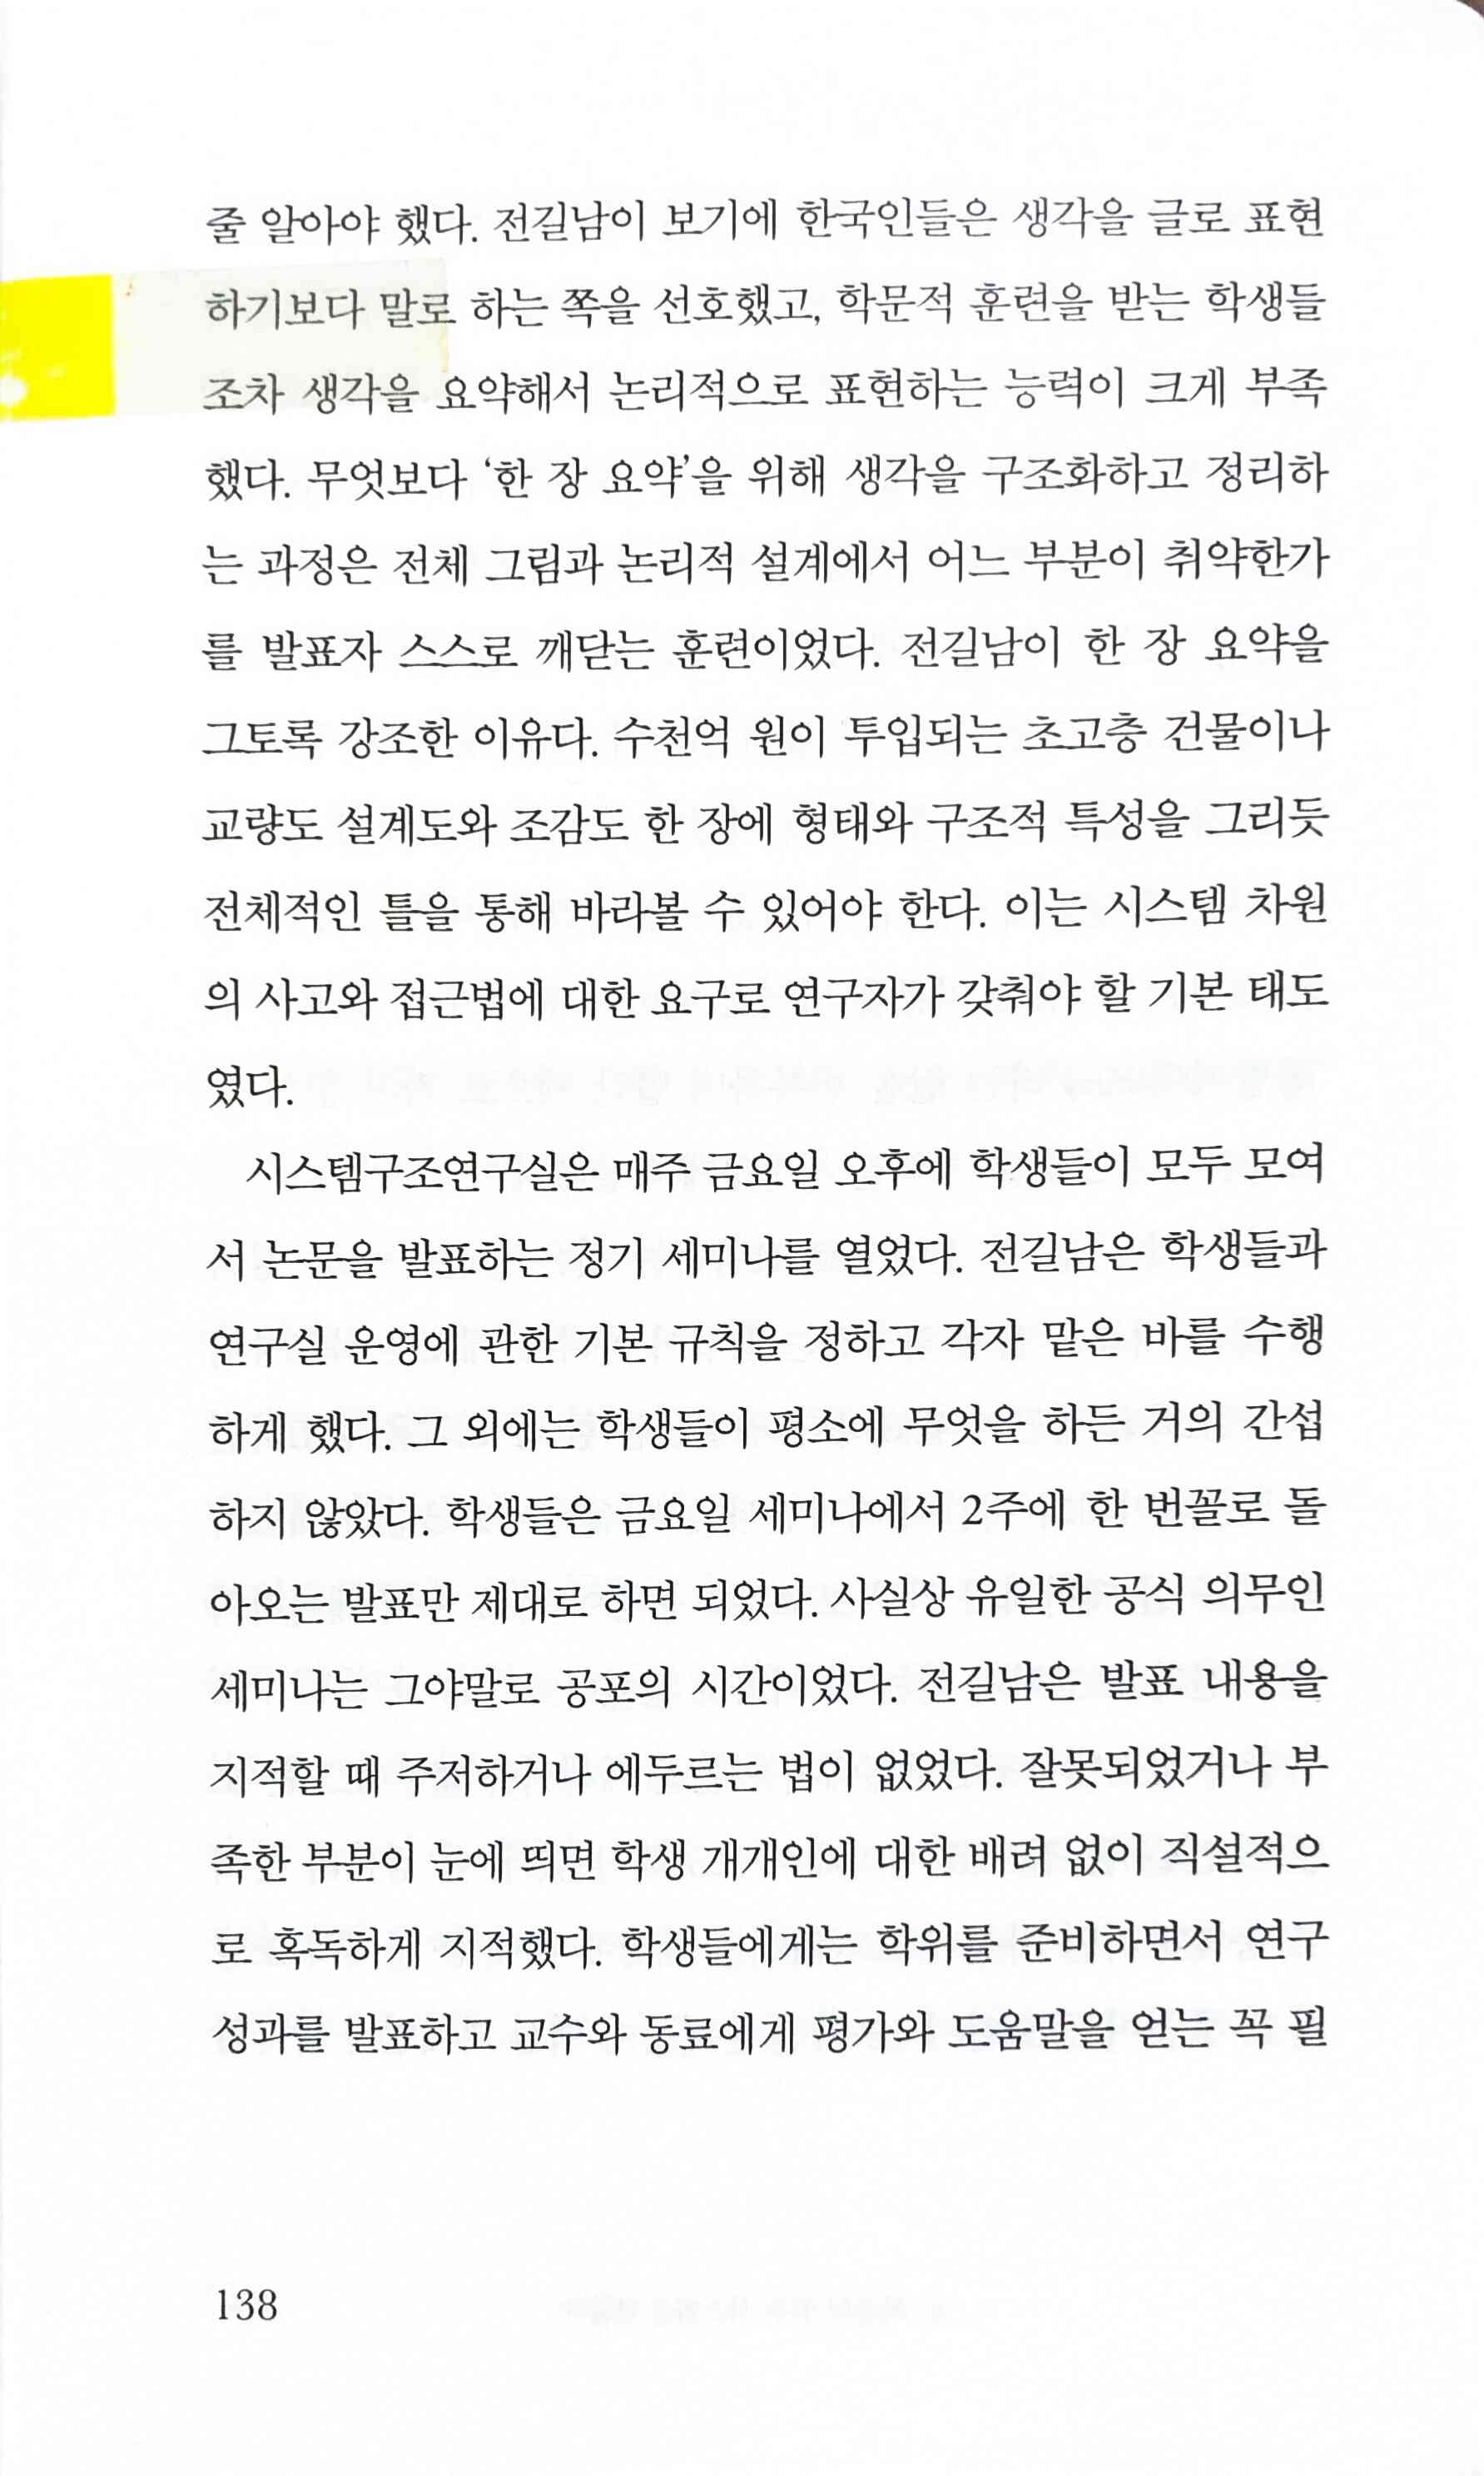 줄 알아야 했다. 전길남이 보기에 한국인들은 생각을 글로 표현
하기보다 말로 하는 쪽을 선호했고, 학문적 훈련을 받는 학생들
조차 생각을 요약해서 논리적으로 표현하는 능력이 크게 부족
했다. 무엇보다 ‘한 장 요약’을 위해 생각을 구조화하고 정리하
는 과정은 전체 그림과 논리적 설계에서 어느 부분이 취약한가
를 발표자 스스로 깨닫는 훈련이었다. 전길남이 한 장 요약을
그토록 강조한 이유다. 수천억 원이 투입되는 초고층 건물이나
교량도 설계도와 조감도 한 장에 형태와 구조적 특성을 그리듯
전체적인 틀을 통해 바라볼 수 있어야 한다. 이는 시스템 차원
의 사고와 접근법에 대한 요구로 연구자가 갖춰야 할 기본 태도
였다.
시스템구조연구실은 매주 금요일 오후에 학생들이 모두 모여
서 논문을 발표하는 정기 세미나를 열었다. 전길남은 학생들과
연구실 운영에 관한 기본 규칙을 정하고 각자 맡은 바를 수행
하게 했다. 그 외에는 학생들이 평소에 무엇을 하든 거의 간섭
하지 않았다. 학생들은 금요일 세미나에서 2주에 한 번꼴로 돌
아오는 발표만 제대로 하면 되었다. 사실상 유일한 공식 의무인
세미나는 그야말로 공포의 시간이었다. 전길남은 발표 내용을
지적할 때 주저하거나 에두르는 법이 없었다. 잘못되었거나 부
족한 부분이 눈에 띄면 학생 개개인에 대한 배려 없이 직설적으
로 혹독하게 지적했다. 학생들에게는 학위를 준비하면서 연구
성과를 발표하고 교수와 동료에게 평가와 도움말을 얻는 꼭 필
138